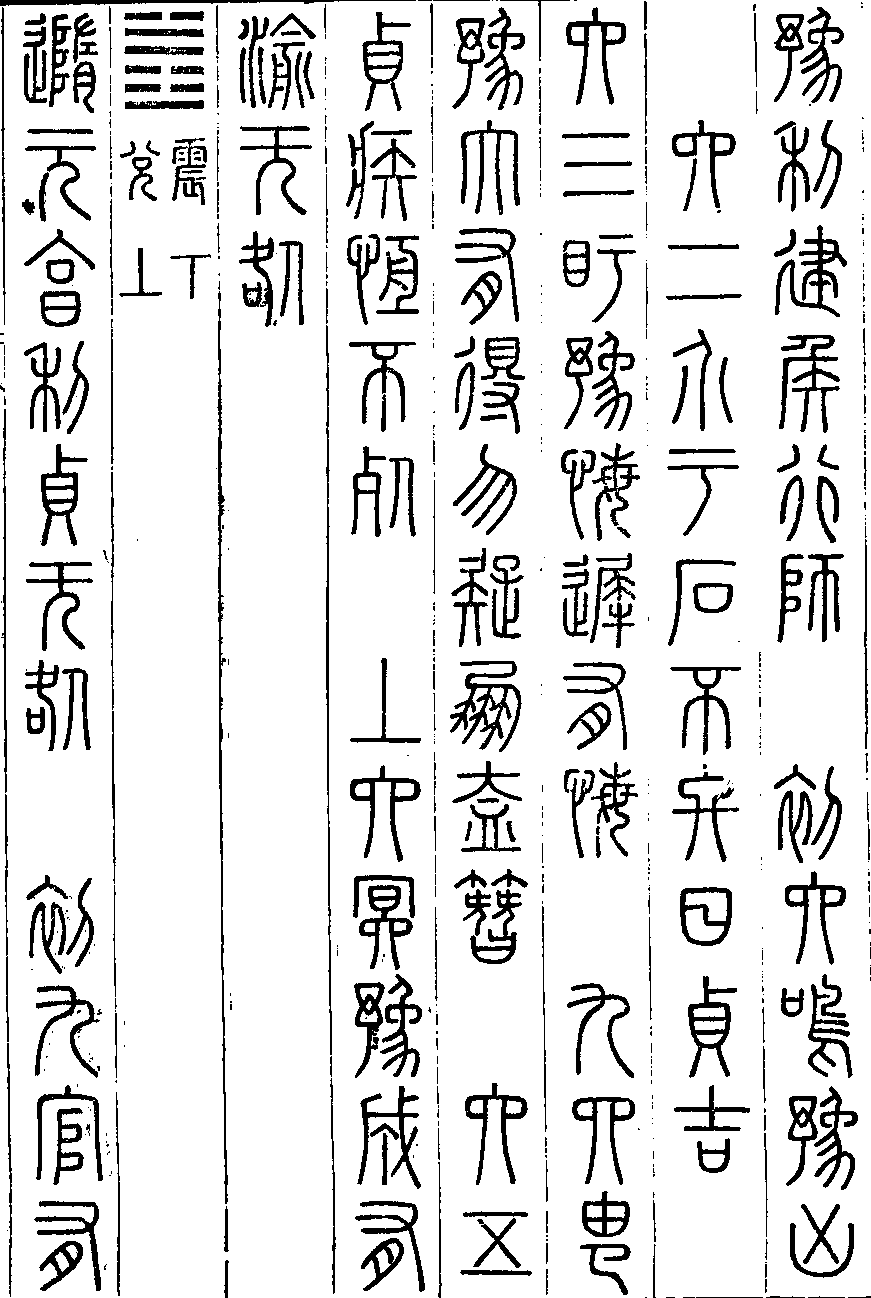 豫利建侯行師　初六鳴豫凶
六二介于石不終日貞吉
六三盱豫悔遲有悔　九四由
豫大有得勿疑朋盍簪　六五
貞疾恆不死　上六冥豫成有
渝无咎
䷐震下兌上
隨元亨利貞无咎　初九官有